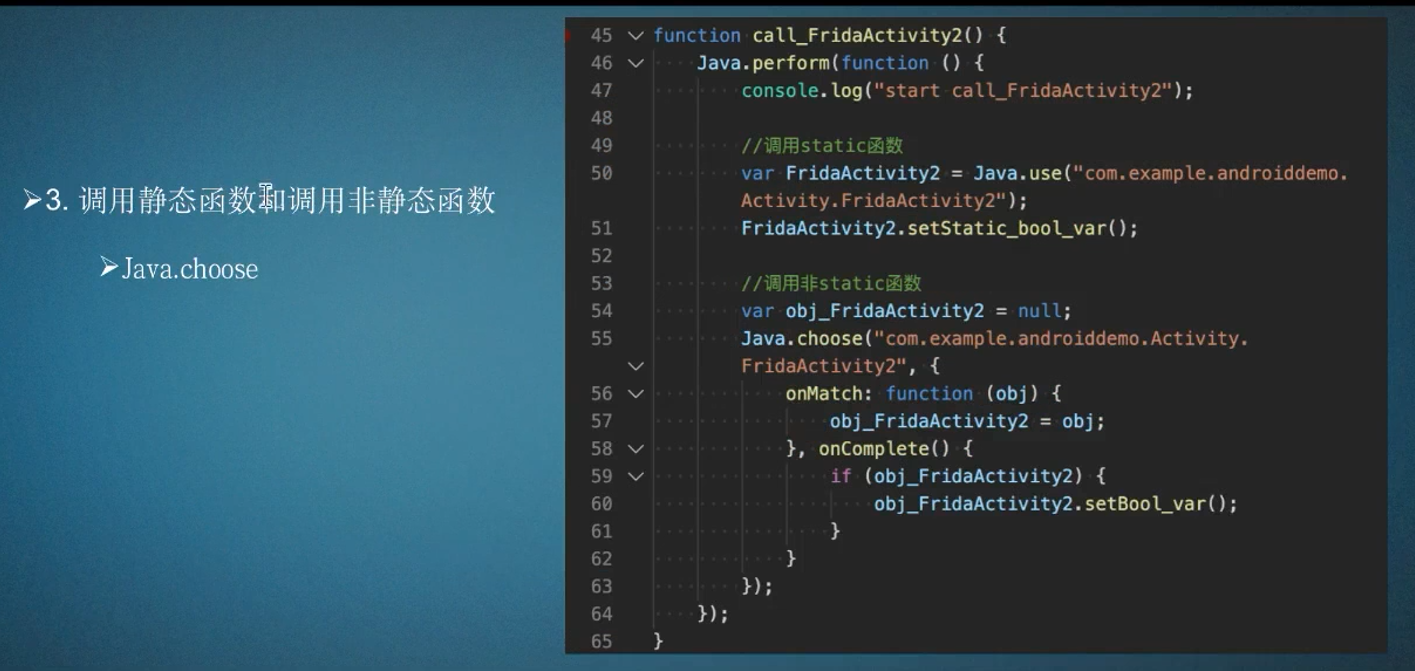 ➢3. 调用静态函数和调用非静态函数
➢Java.choose
45 function call_FridaActivity2() {
46 Java.perform(function () {
47 console.log("start call_FridaActivity2");
48
49 //调用static函数
50 var FridaActivity2 = Java.use("com.example.androiddemo.
Activity.FridaActivity2");
51 FridaActivity2.setStatic_bool_var();
52
53 //调用非static函数
54 var obj_FridaActivity2 = null;
55 Java.choose("com.example.androiddemo.Activity.
FridaActivity2", {
56 onMatch: function (obj) {
57 obj_FridaActivity2 = obj;
58 }, onComplete() {
59 if (obj_FridaActivity2) {
60 obj_FridaActivity2.setBool_var();
61 }
62 }
63 });
64 });
65 }